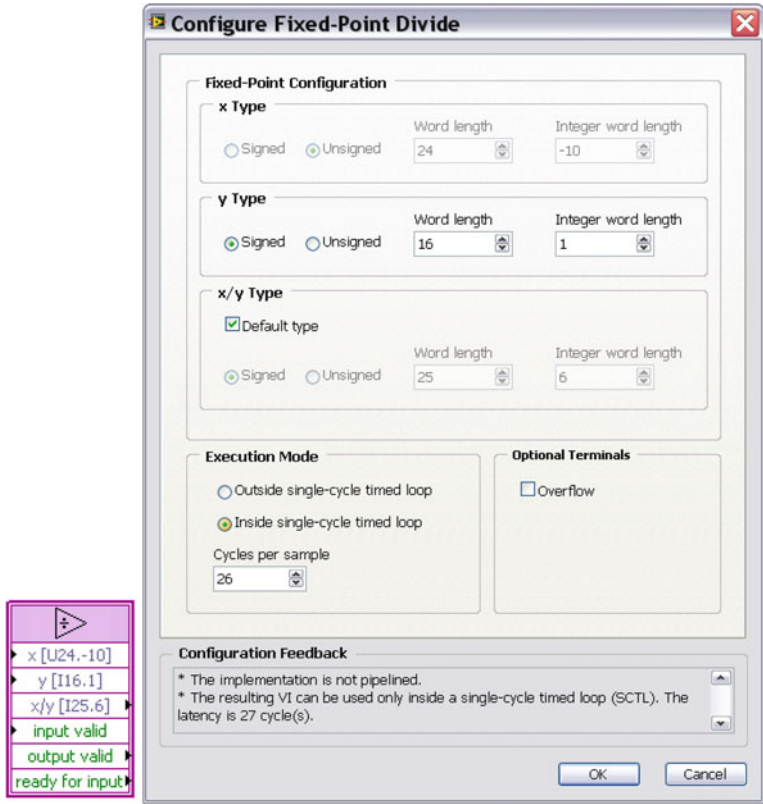 Configure Fixed-Point Divide
Fixed-Point Configuration
x Type
Word length Integer word length
Signed Unsigned 24 -10
y Type
Word length Integer word length
Signed Unsigned 16 1
x/y Type
Default type
Word length Integer word length
Signed Unsigned 25 6
Execution Mode
Outside single-cycle timed loop
Inside single-cycle timed loop
Cycles per sample
26
Optional Terminals
Overflow
Configuration Feedback
* The implementation is not pipelined.
* The resulting VI can be used only inside a single-cycle timed loop (SCTL). The
latency is 27 cycle(s).
OK Cancel
÷
x [U24.-10]
y [I16.1]
x/y [I25.6]
input valid
output valid
ready for input